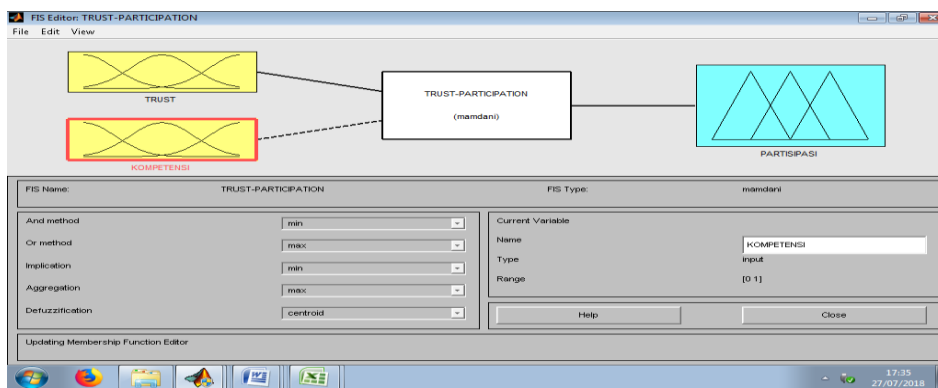 FIS Editor: TRUST-PARTICIPATION
File Edit View
TRUST
KOMPETENSI
TRUST-PARTICIPATION
(mamdani)
PARTISIPASI
FIS Name: TRUST-PARTICIPATION FIS Type: mamdani
And method min
Or method max
Implication min
Aggregation max
Defuzzification centroid
Current Variable
Name KOMPETENSI
Type input
Range [0 1]
Help Close
Updating Membership Function Editor
17:35
27/07/2018